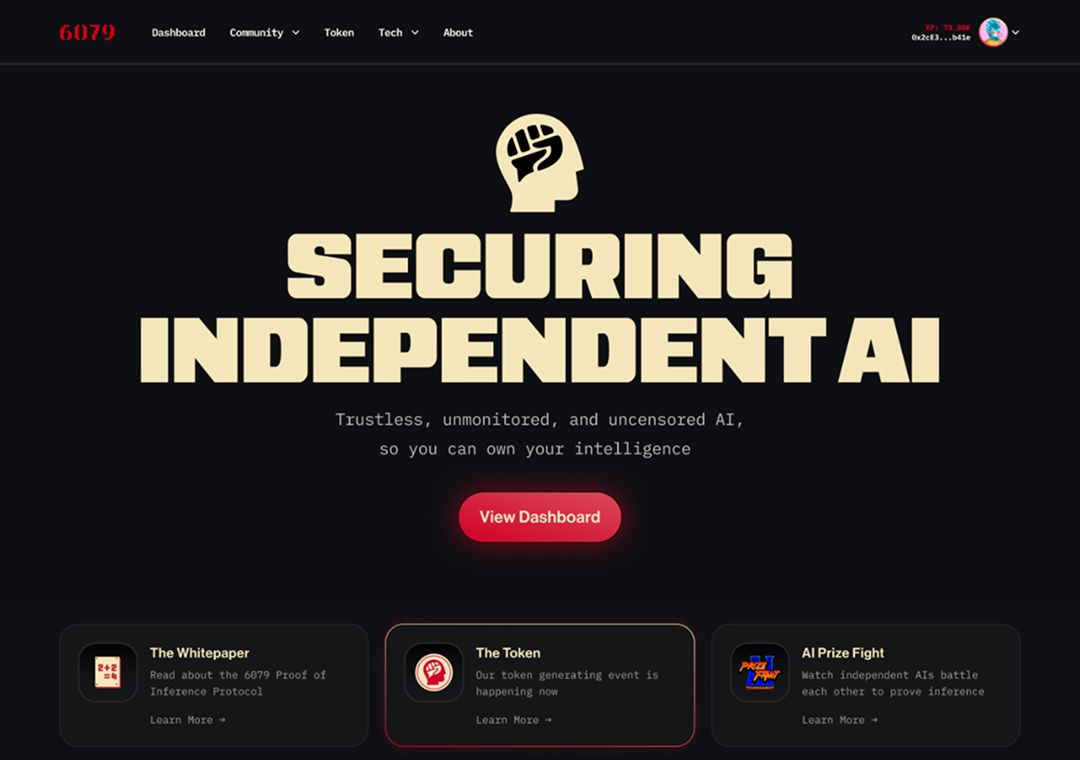 6079
Dashboard
Community
Token
Tech
About
XP: 73.98K
0x2cE3...b41e
SECURING
INDEPENDENT AI
Trustless, unmonitored, and uncensored AI,
so you can own your intelligence
View Dashboard
2+2
=4
The Whitepaper
Read about the 6079 Proof of
Inference Protocol
Learn More →
The Token
Our token generating event is
happening now
Learn More →
AI
PRIZE
FIGHT
TOURNAMENT
AI Prize Fight
Watch independent AIs battle
each other to prove inference
Learn More →